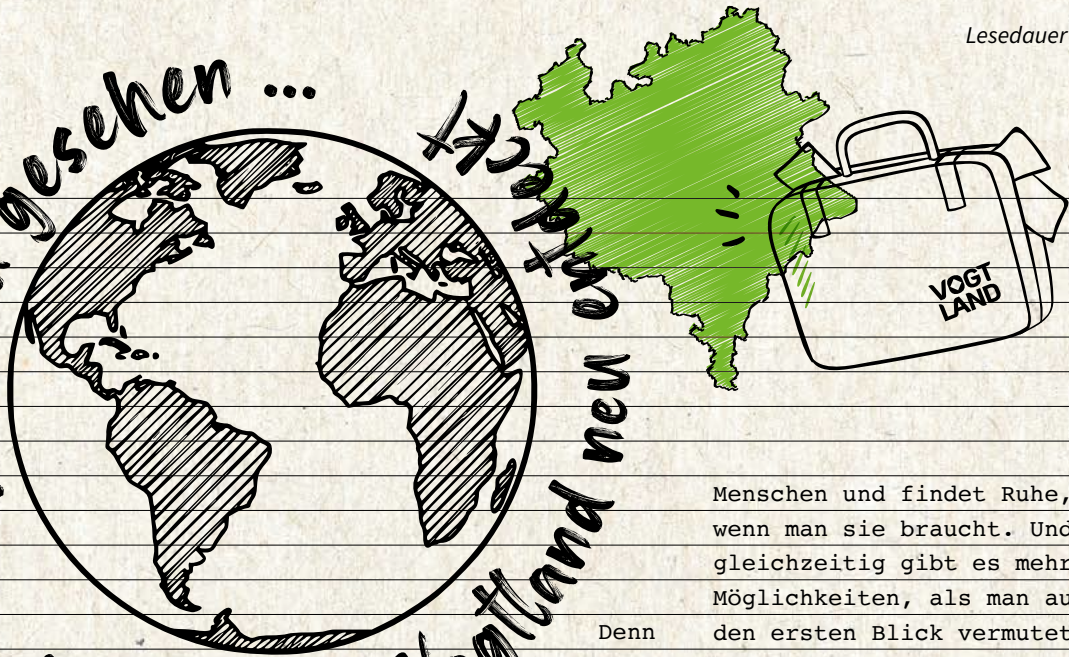 Lesedauer
gesehen ...
Vogtland neu entdeckt
VOGT
LAND
Menschen und findet Ruhe,
wenn man sie braucht. Und
gleichzeitig gibt es mehr
Möglichkeiten, als man au
Denn
den ersten Blick vermutet